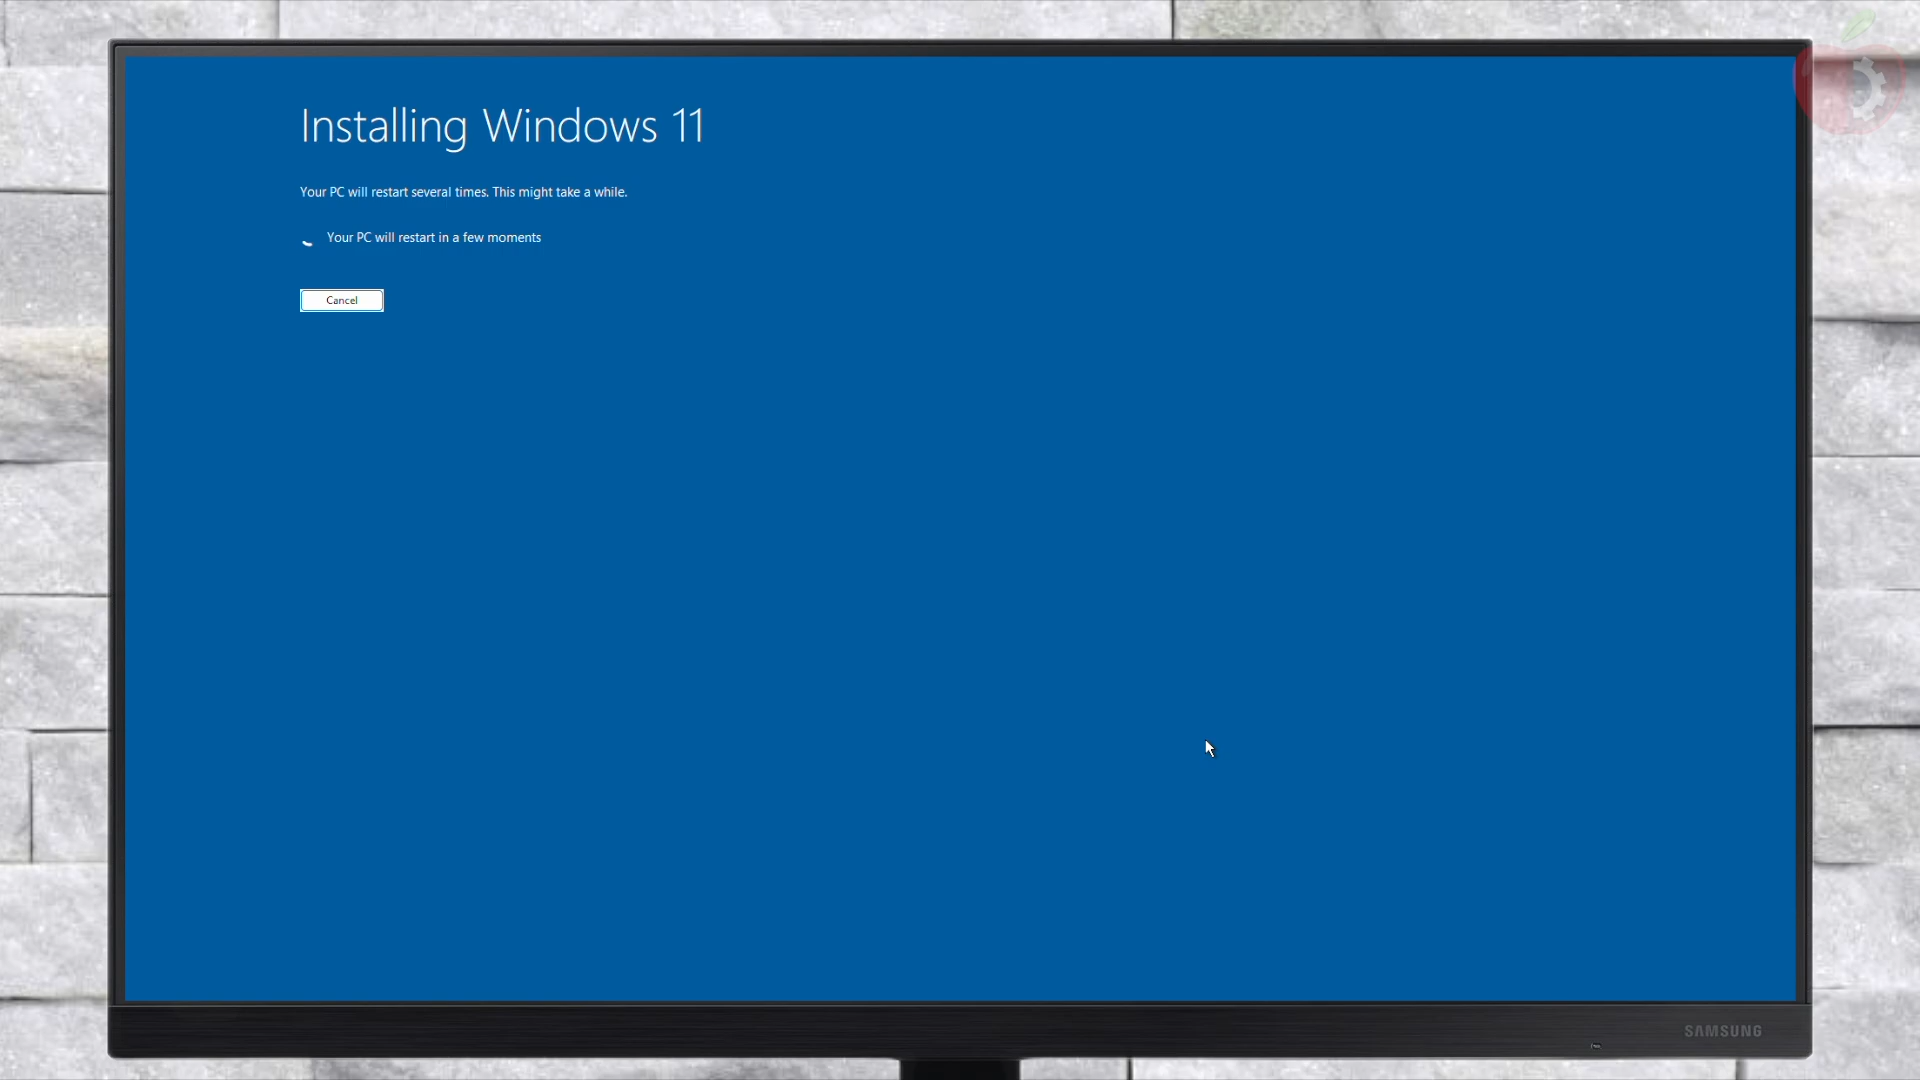 Installing Windows 11
Your PC will restart several times. This might take a while.
Your PC will restart in a few moments
Cancel
SAMSUNG